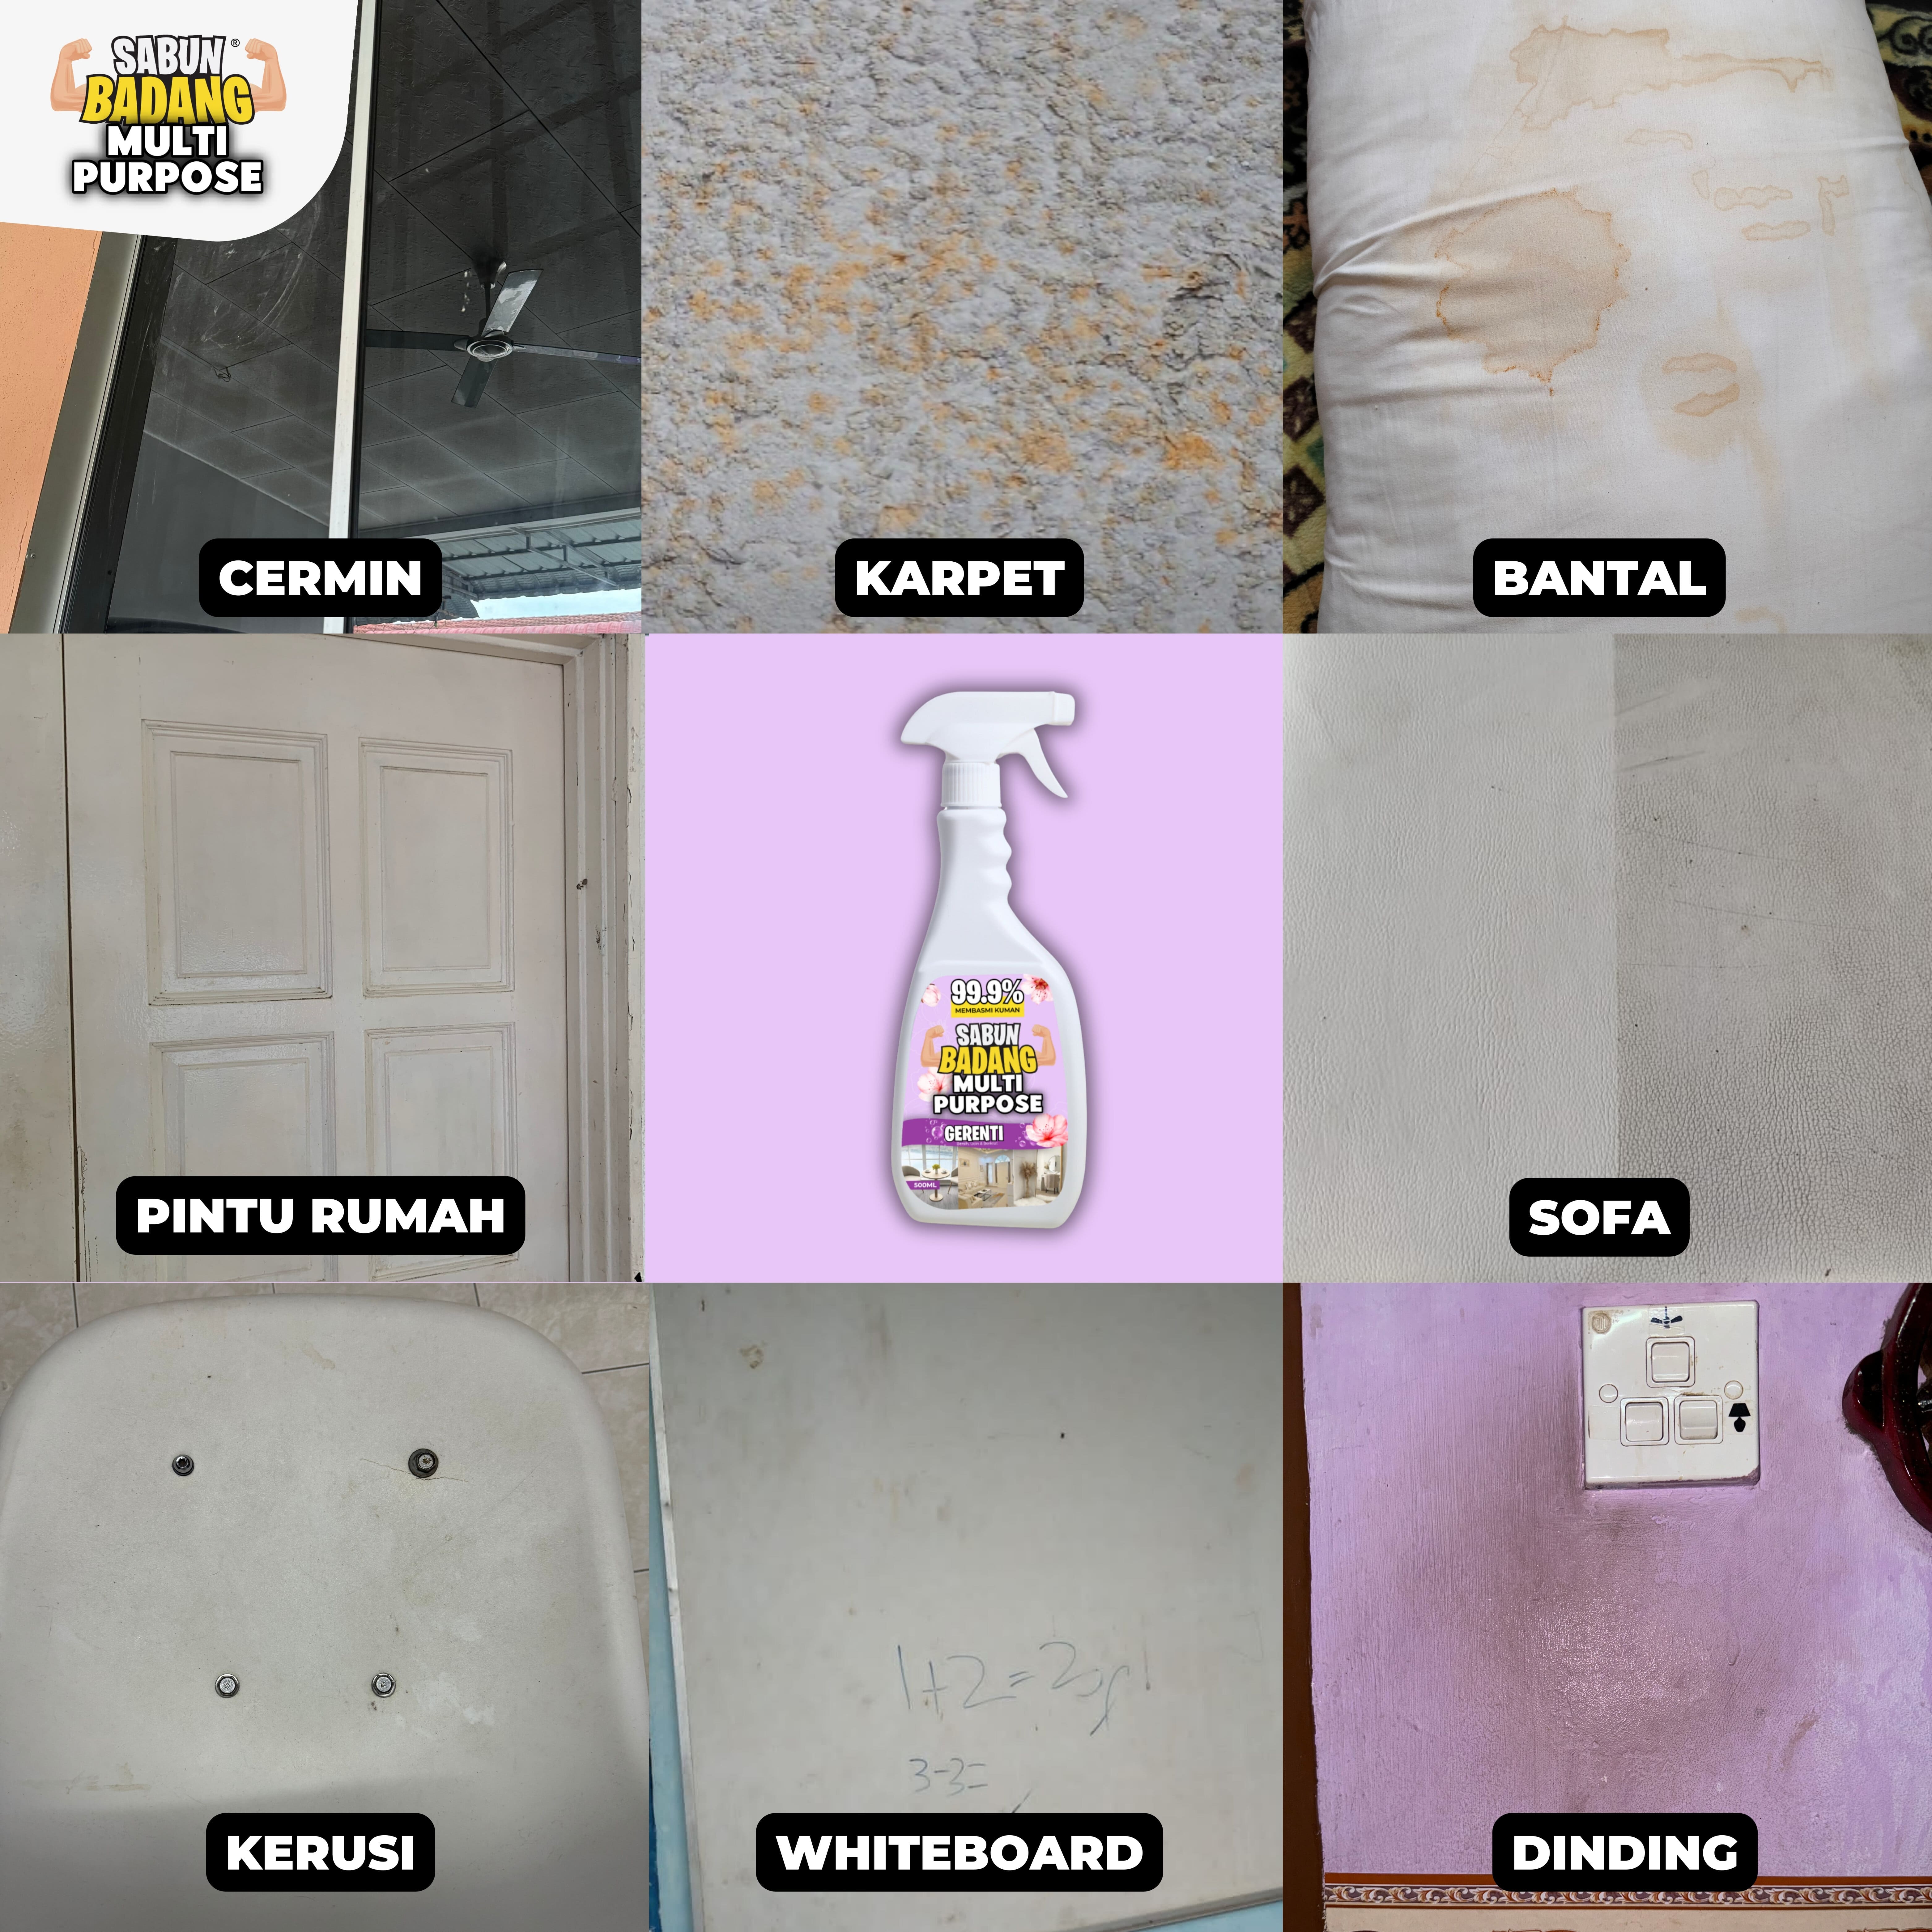 SABUN®
BADANG
MULTI
PURPOSE
CERMIN
KARPET
BANTAL
PINTU RUMAH
99.9%
MEMBASMI KUMAN
SABUN
BADANG
MULTI
PURPOSE
GERENTI
500ML
SOFA
KERUSI
1+2=
3-3=
WHITEBOARD
DINDING